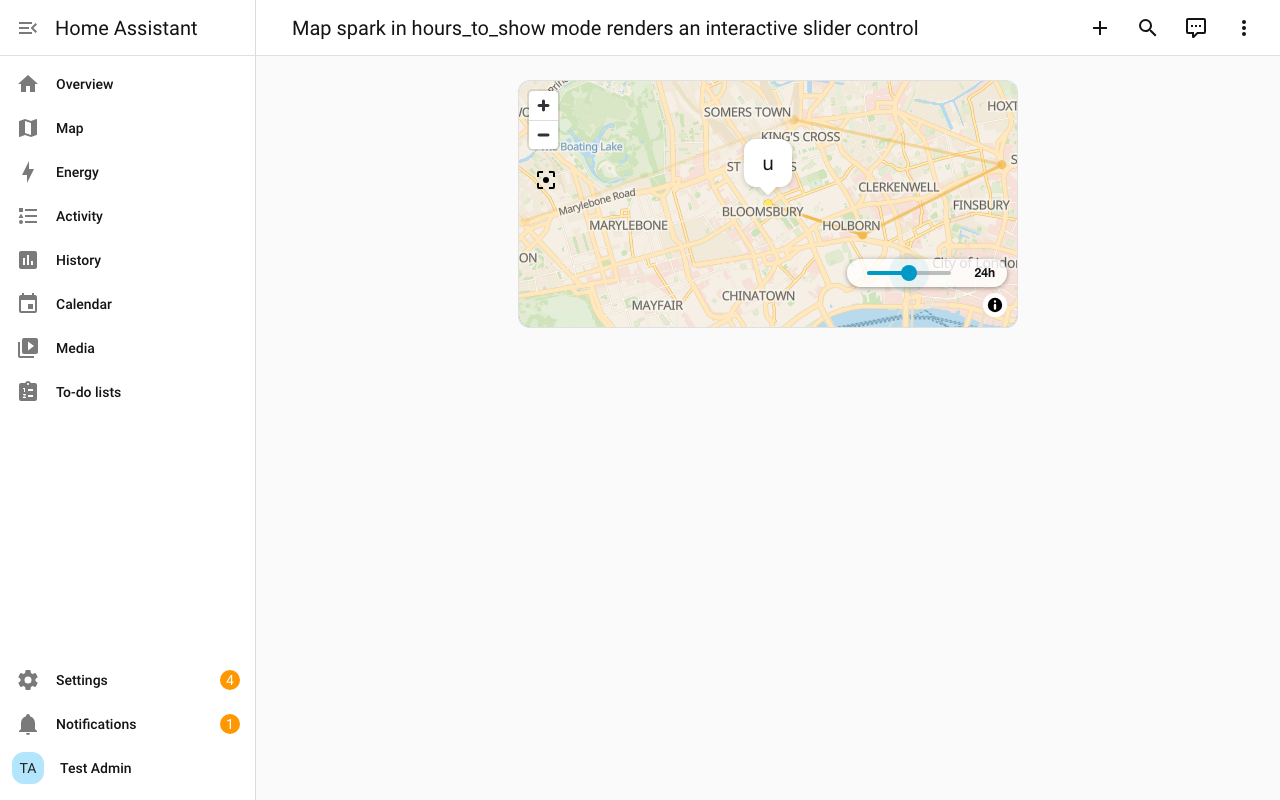 Home Assistant
Map spark in hours_to_show mode renders an interactive slider control
Overview
Map
Energy
Activity
History
Calendar
Media
To-do lists
Settings
4
Notifications
1
TA
Test Admin
+
−
SOMERS TOWN
HOXT
KING'S CROSS
Boating Lake
u
ST
S
CLERKENWELL
Marylebone Road
FINSBURY
BLOOMSBURY
MARYLEBONE
HOLBORN
ON
City of London
24h
CHINATOWN
MAYFAIR